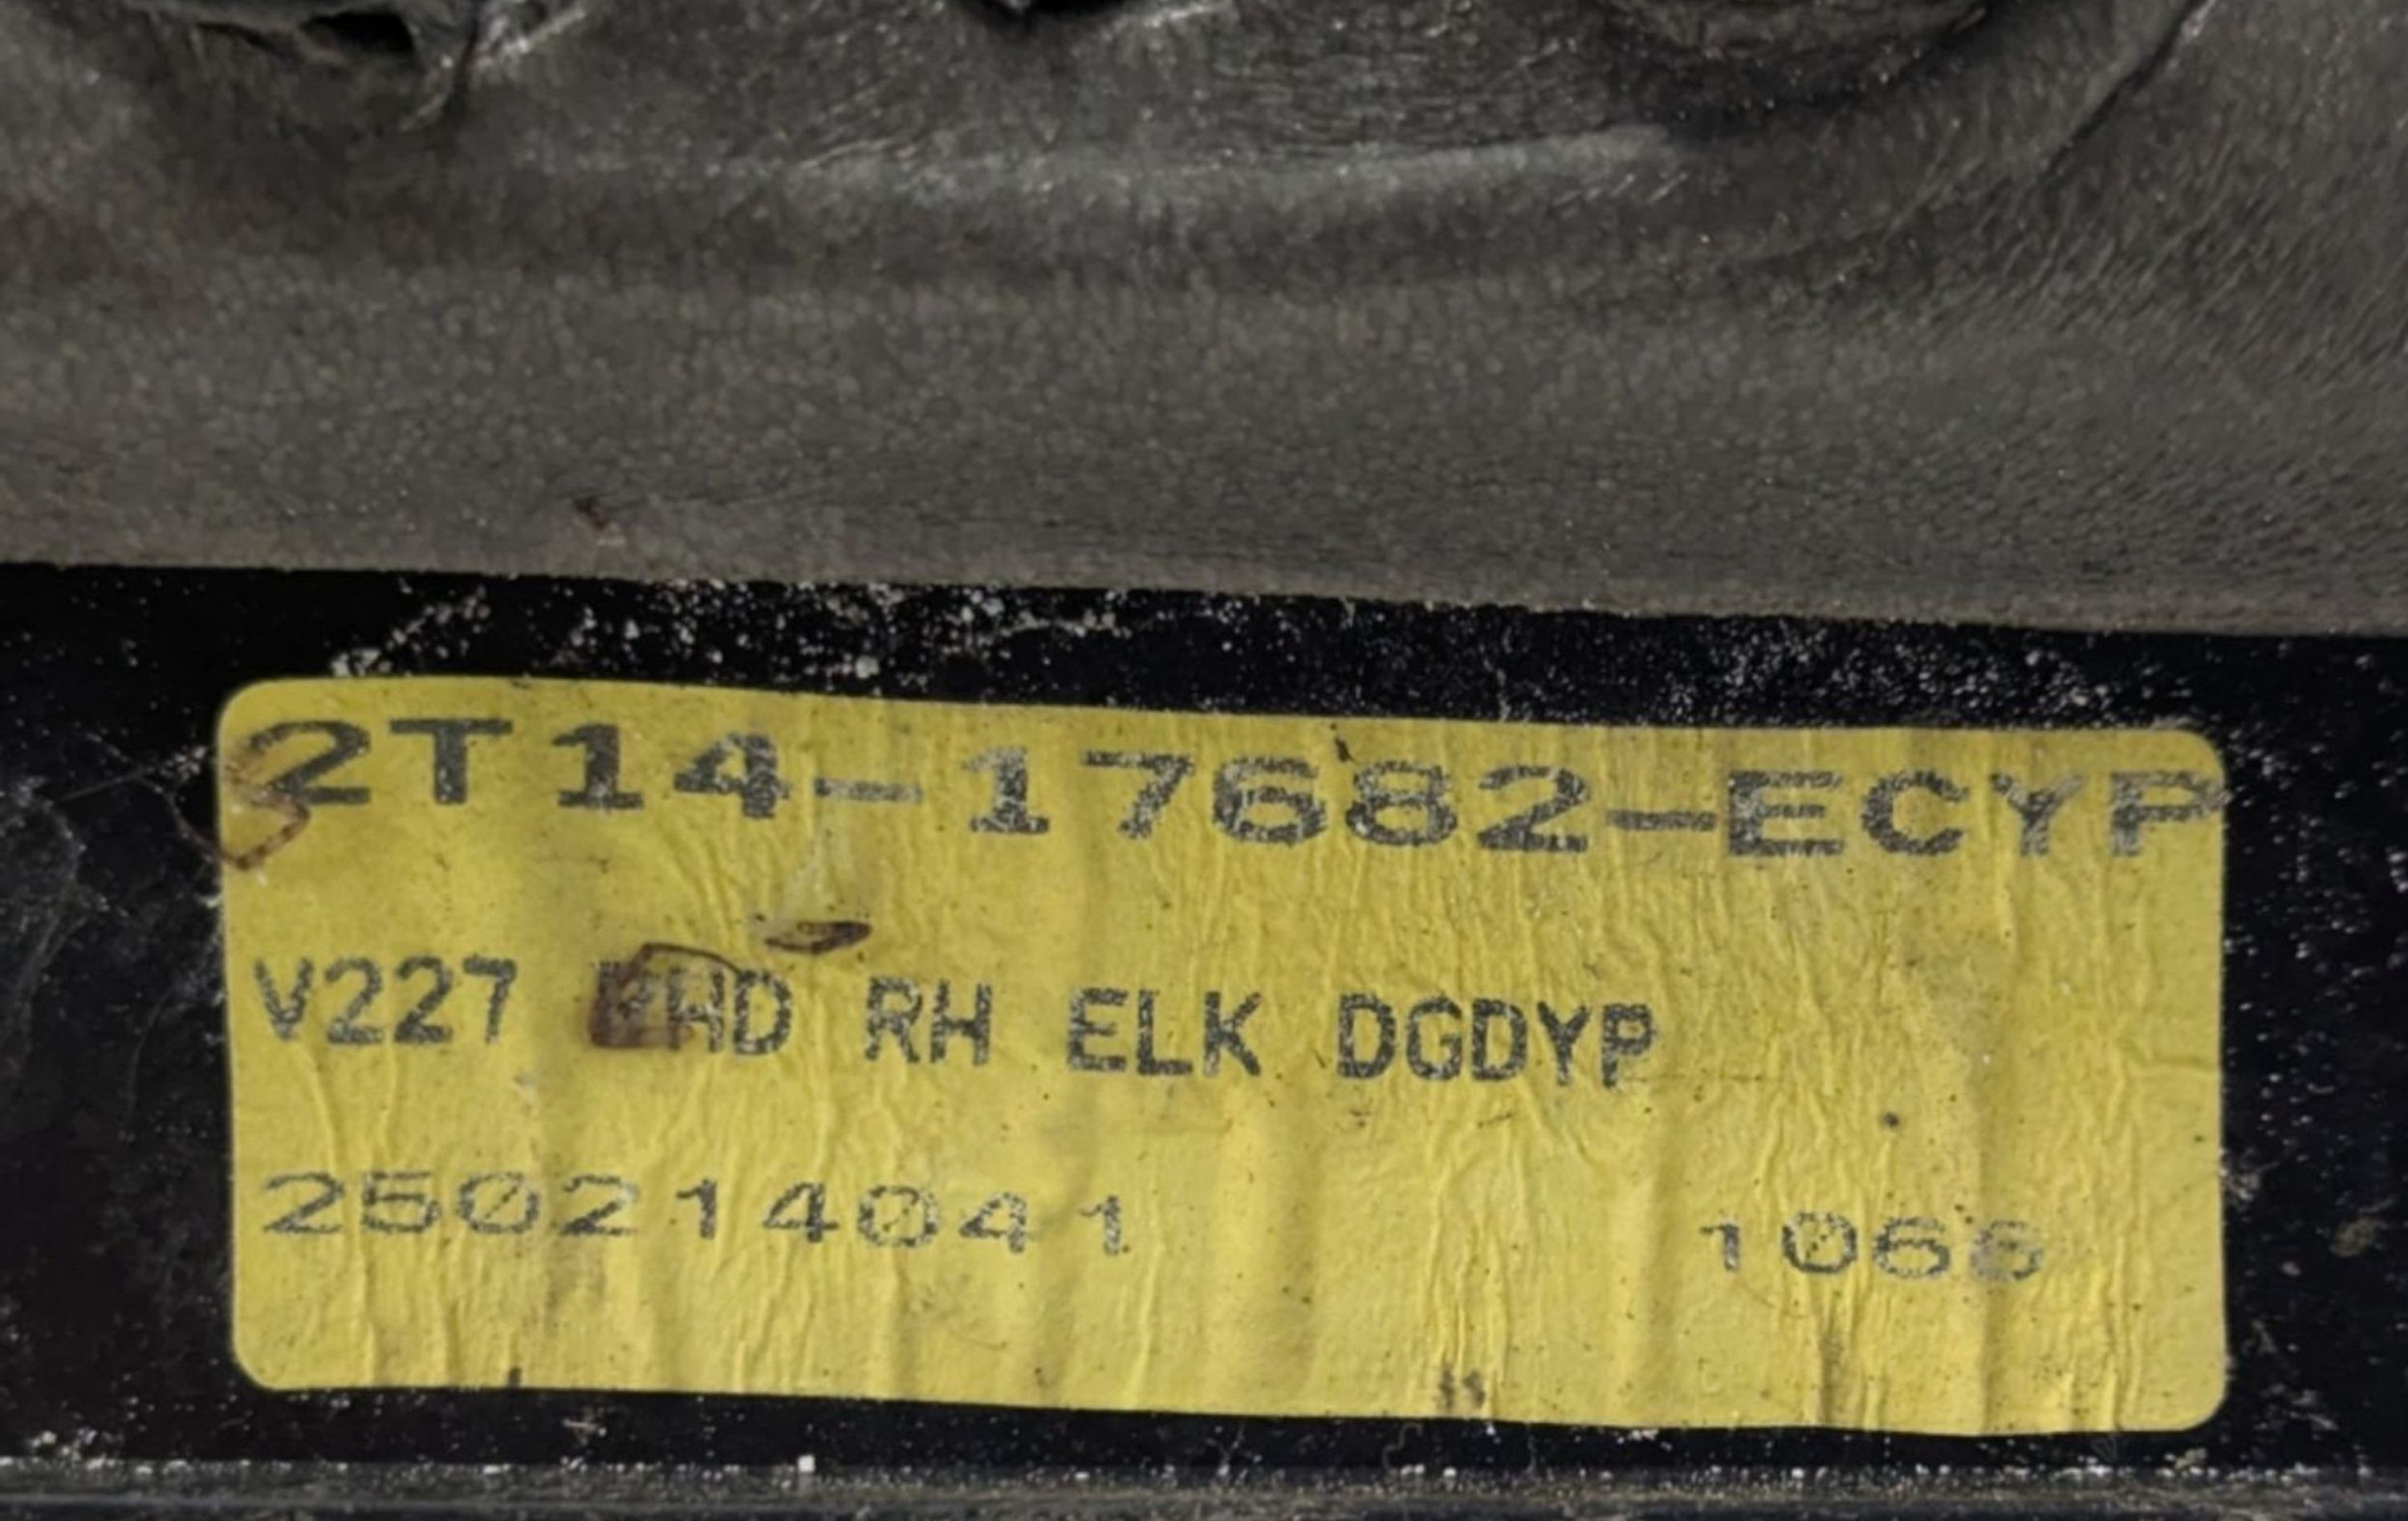 2T14-17682-ECYP
V227 RH ELK DGDYP
250214041 1066